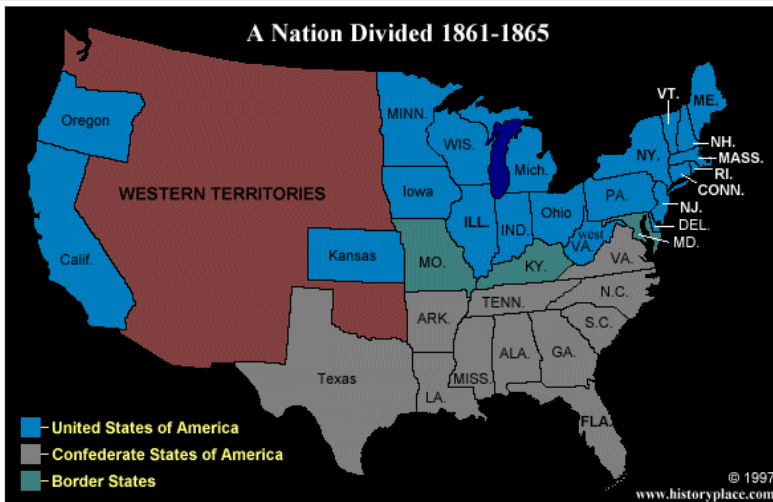 A Nation Divided 1861-1865
VT.
ME.
Oregon
MINN.
WIS.
Mich.
NY.
NH.
MASS.
RI.
CONN.
WESTERN TERRITORIES
Iowa
ILL.
IND.
Ohio
PA.
NJ.
DEL.
MD.
west
VA.
Calif.
Kansas
MO.
KY.
VA.
N.C.
TENN.
ARK.
S.C.
MISS.
ALA.
GA.
Texas
LA.
FLA.
United States of America
Confederate States of America
Border States
© 1997
www.historyplace.com